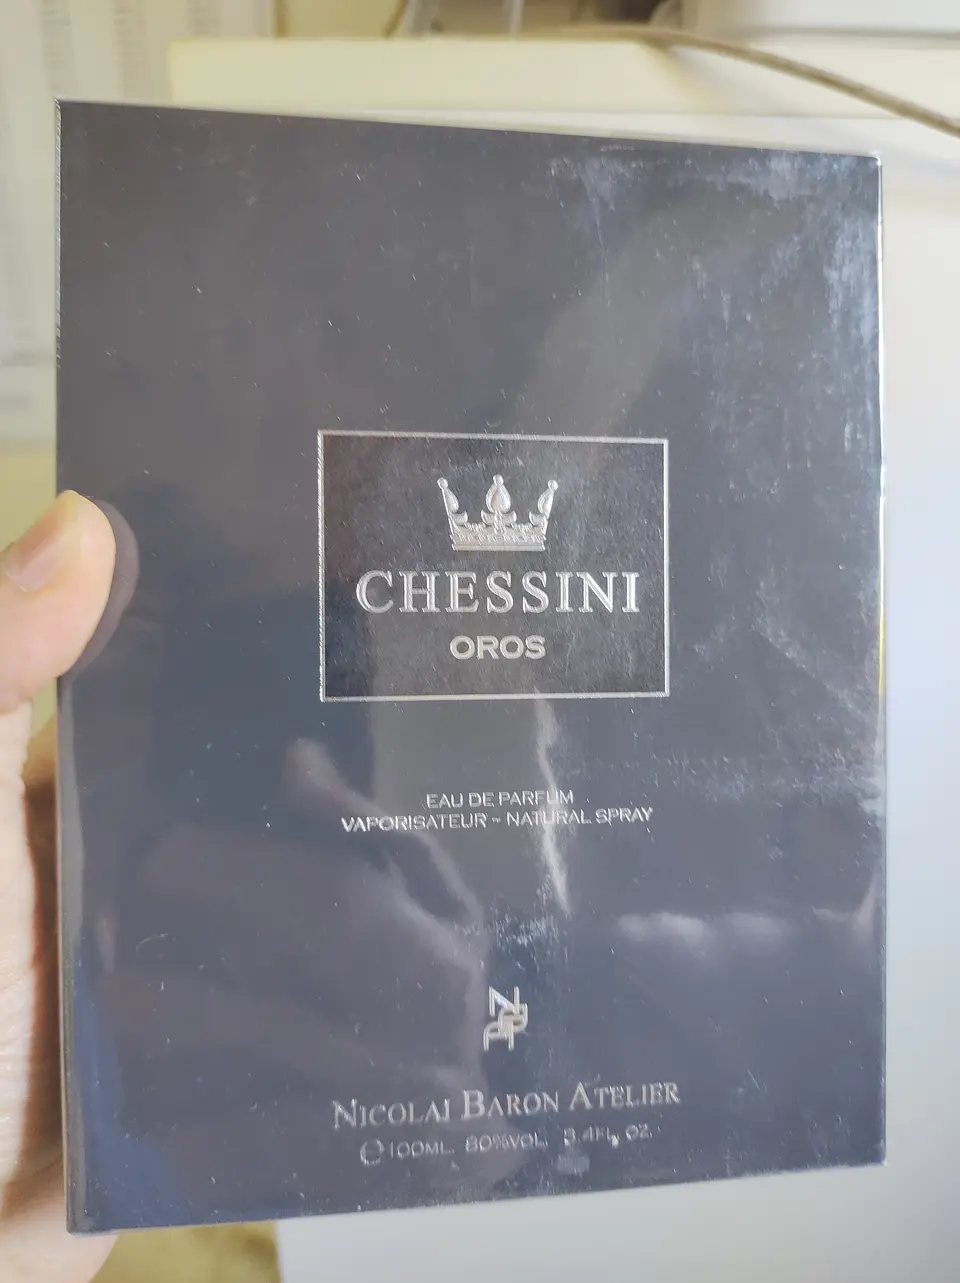 CHESSINI
OROS
EAU DE PARFUM
VAPORISATEUR ~ NATURAL SPRAY
NICOLAI BARON ATELIER
℮100ML. 80%VOL. 3.4FL. OZ.